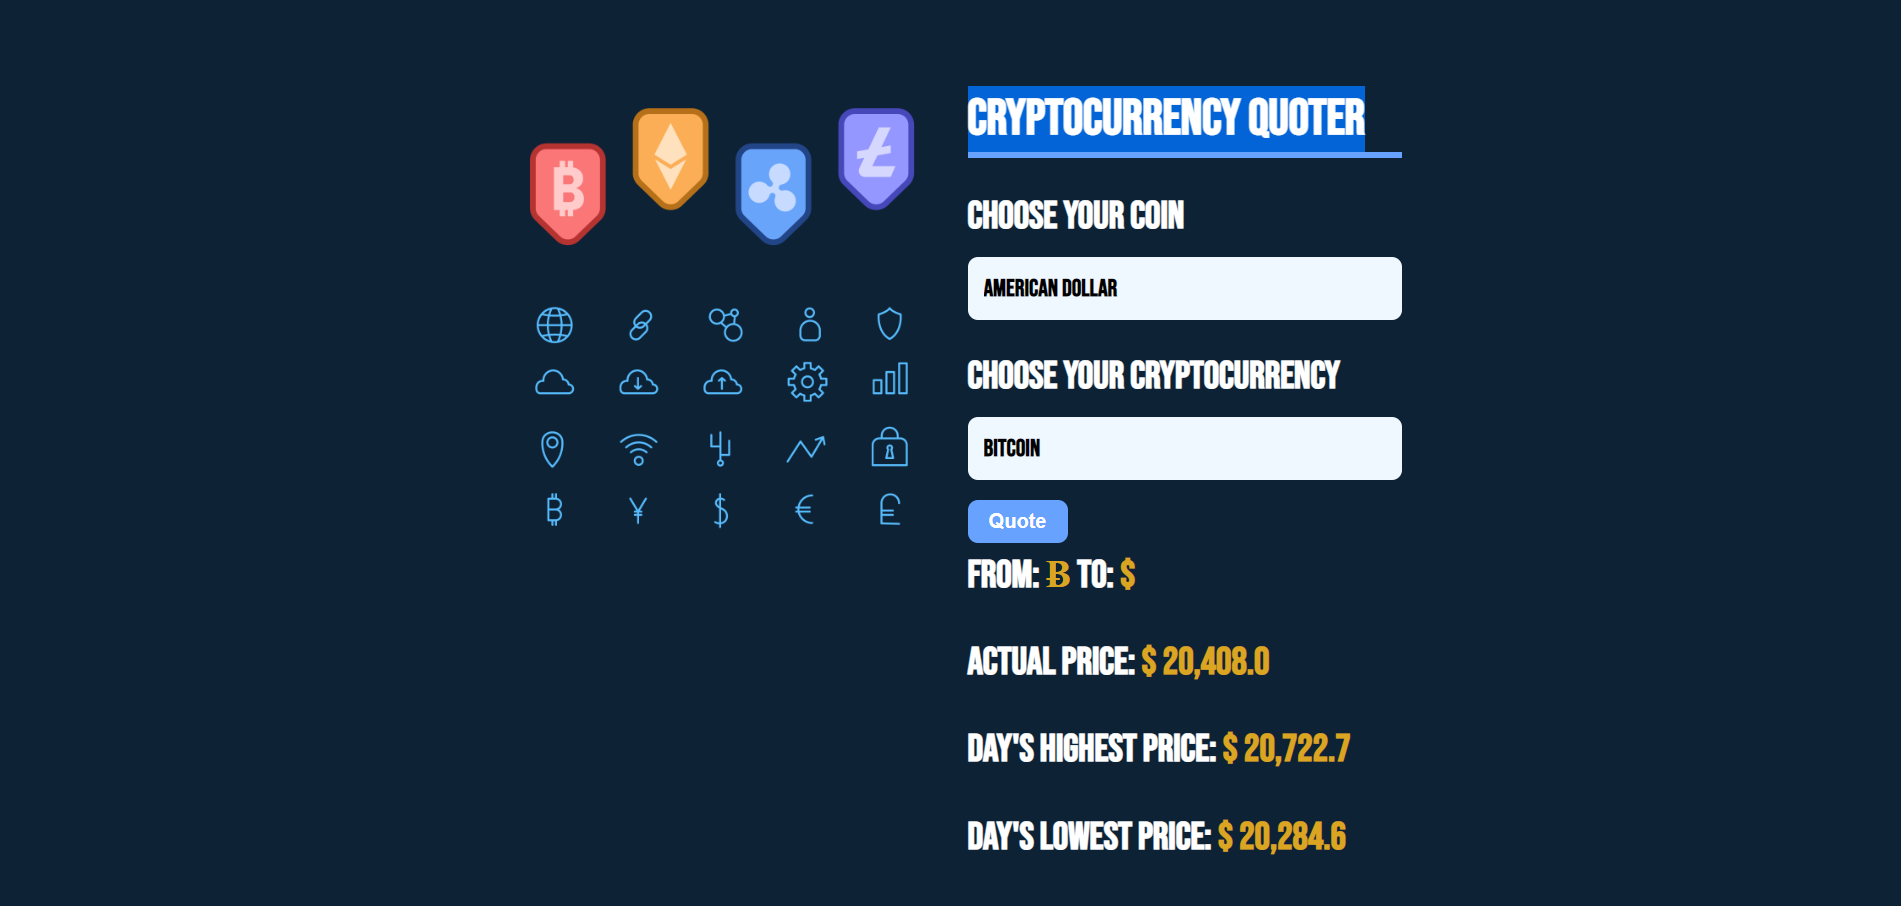 CRYPTOCURRENCY QUOTER
CHOOSE YOUR COIN
AMERICAN DOLLAR
CHOOSE YOUR CRYPTOCURRENCY
BITCOIN
Quote
FROM: Ƀ TO: $
ACTUAL PRICE: $ 20,408.0
DAY'S HIGHEST PRICE: $ 20,722.7
DAY'S LOWEST PRICE: $ 20,284.6